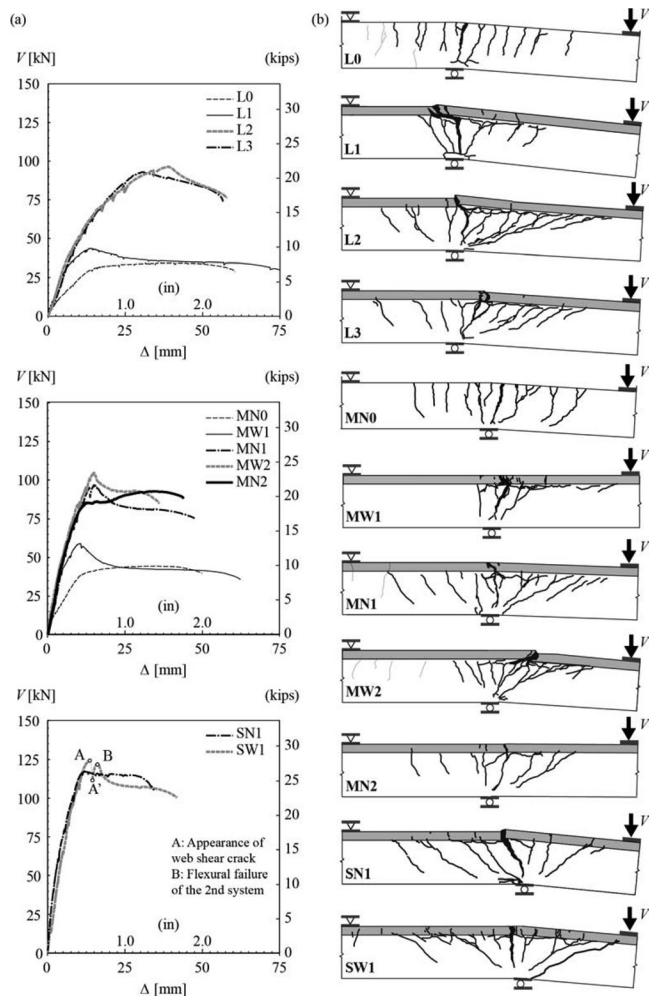 (a)
V [kN]
(kips)
150
125
100
75
50
25
0
30
25
20
15
10
5
0
L0
L1
L2
L3
(in)
1.0
2.0
0
25
50
75
Δ [mm]
V [kN]
(kips)
150
125
100
75
50
25
0
30
25
20
15
10
5
0
MN0
MW1
MN1
MW2
MN2
(in)
1.0
2.0
0
25
50
75
Δ [mm]
V [kN]
(kips)
150
125
100
75
50
25
0
30
25
20
15
10
5
0
SN1
SW1
A
B
A'
A: Appearance of
web shear crack
B: Flexural failure
of the 2nd system
(in)
1.0
2.0
0
25
50
75
Δ [mm]
(b)
V
L0
V
L1
V
L2
V
L3
V
MN0
V
MW1
V
MN1
V
MW2
V
MN2
V
SN1
V
SW1